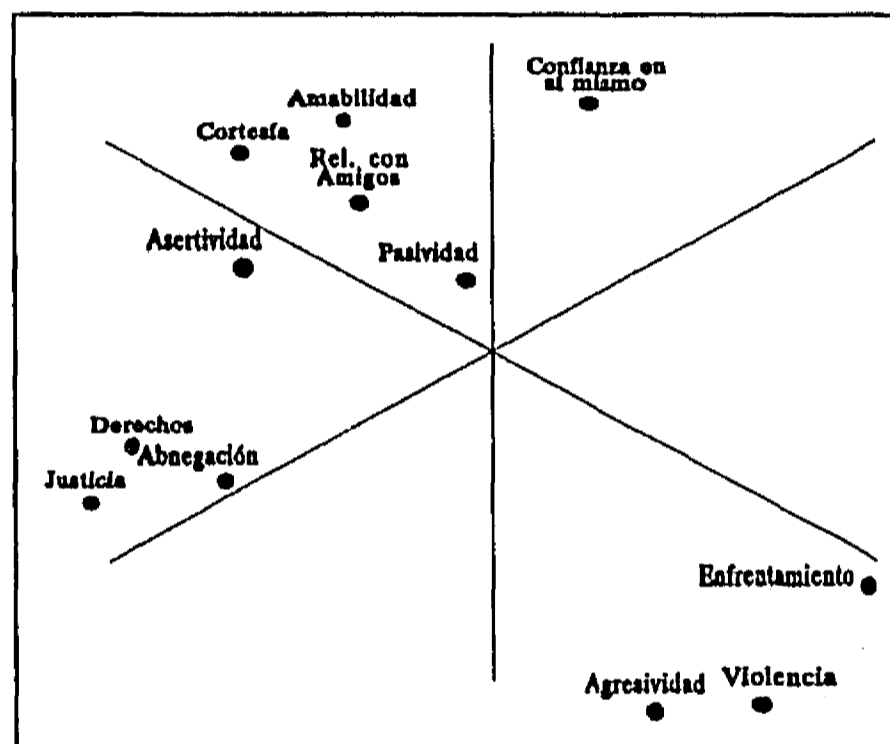 Confianza en
sí mismo
Amabilidad
Cortesía
Rel. con
Amigos
Asertividad
Pasividad
Derechos
Abnegación
Justicia
Enfrentamiento
Agresividad
Violencia